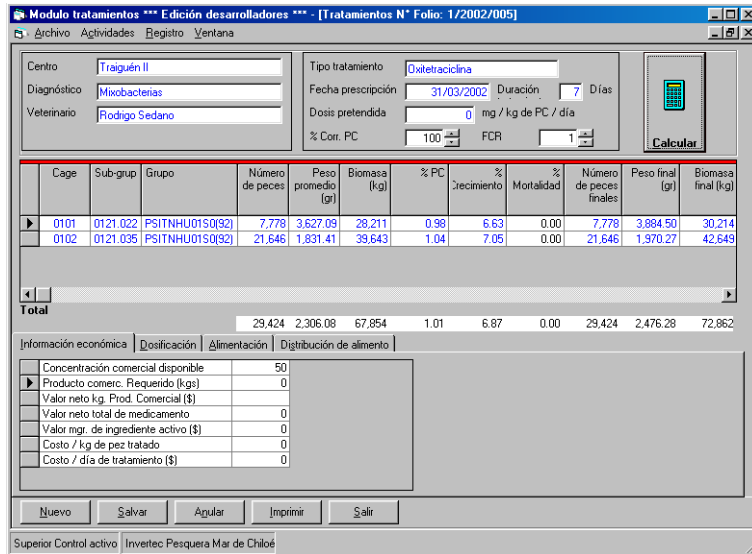 Modulo tratamientos *** Edición desarrolladores *** - [Tratamientos N° Folio: 1/2002/005]
Archivo Actividades Registro Ventana
Centro Traiguén II
Diagnóstico Mixobacterias
Veterinario Rodrigo Sedano
Tipo tratamiento Oxitetraciclina
Fecha prescripción 31/03/2002 Duración 7 Días
Dosis pretendida 0 mg / kg de PC / día
% Corr. PC 100 FCR 1
Calcular
Cage Sub-grup Grupo Número de peces Peso promedio (gr) Biomasa (kg) % PC % Crecimiento % Mortalidad Número de peces finales Peso final (gr) Biomasa final (kg)
0101 0121.022 PSITNHU01S0(92) 7,778 3,627.09 28,211 0.98 6.63 0.00 7,778 3,884.50 30,214
0102 0121.035 PSITNHU01S0(92) 21,646 1,831.41 39,643 1.04 7.05 0.00 21,646 1,970.27 42,649
Total
29,424 2,306.08 67,854 1.01 6.87 0.00 29,424 2,476.28 72,862
Información económica Dosificación Alimentación Distribución de alimento
Concentración comercial disponible 50
Producto comerc. Requerido (kgs) 0
Valor neto kg. Prod. Comercial ($)
Valor neto total de medicamento 0
Valor mgr. de ingrediente activo ($) 0
Costo / kg de pez tratado 0
Costo / día de tratamiento ($) 0
Nuevo Salvar Anular Imprimir Salir
Superior Control activo Invertec Pesquera Mar de Chiloé